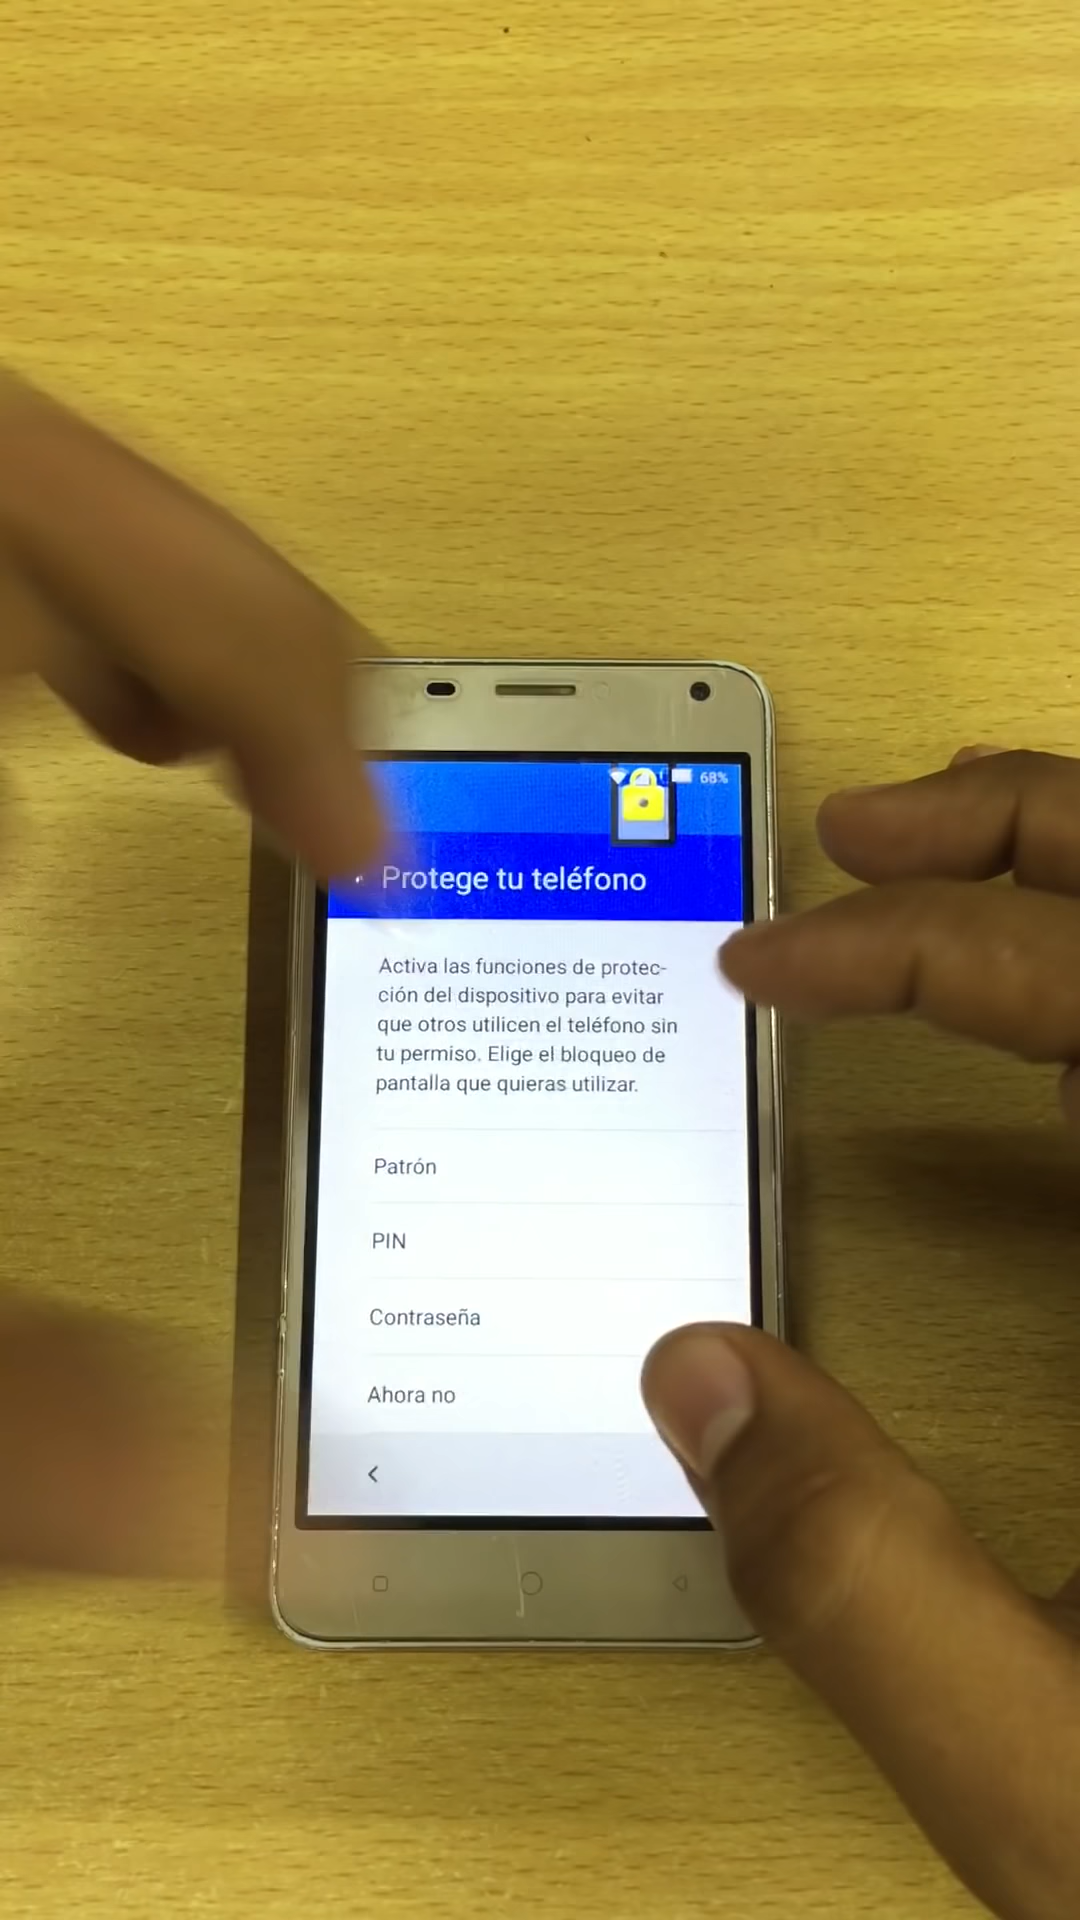 68%
Protege tu teléfono
Activa las funciones de protec-
ción del dispositivo para evitar
que otros utilicen el teléfono sin
tu permiso. Elige el bloqueo de
pantalla que quieras utilizar.
Patrón
PIN
Contraseña
Ahora no